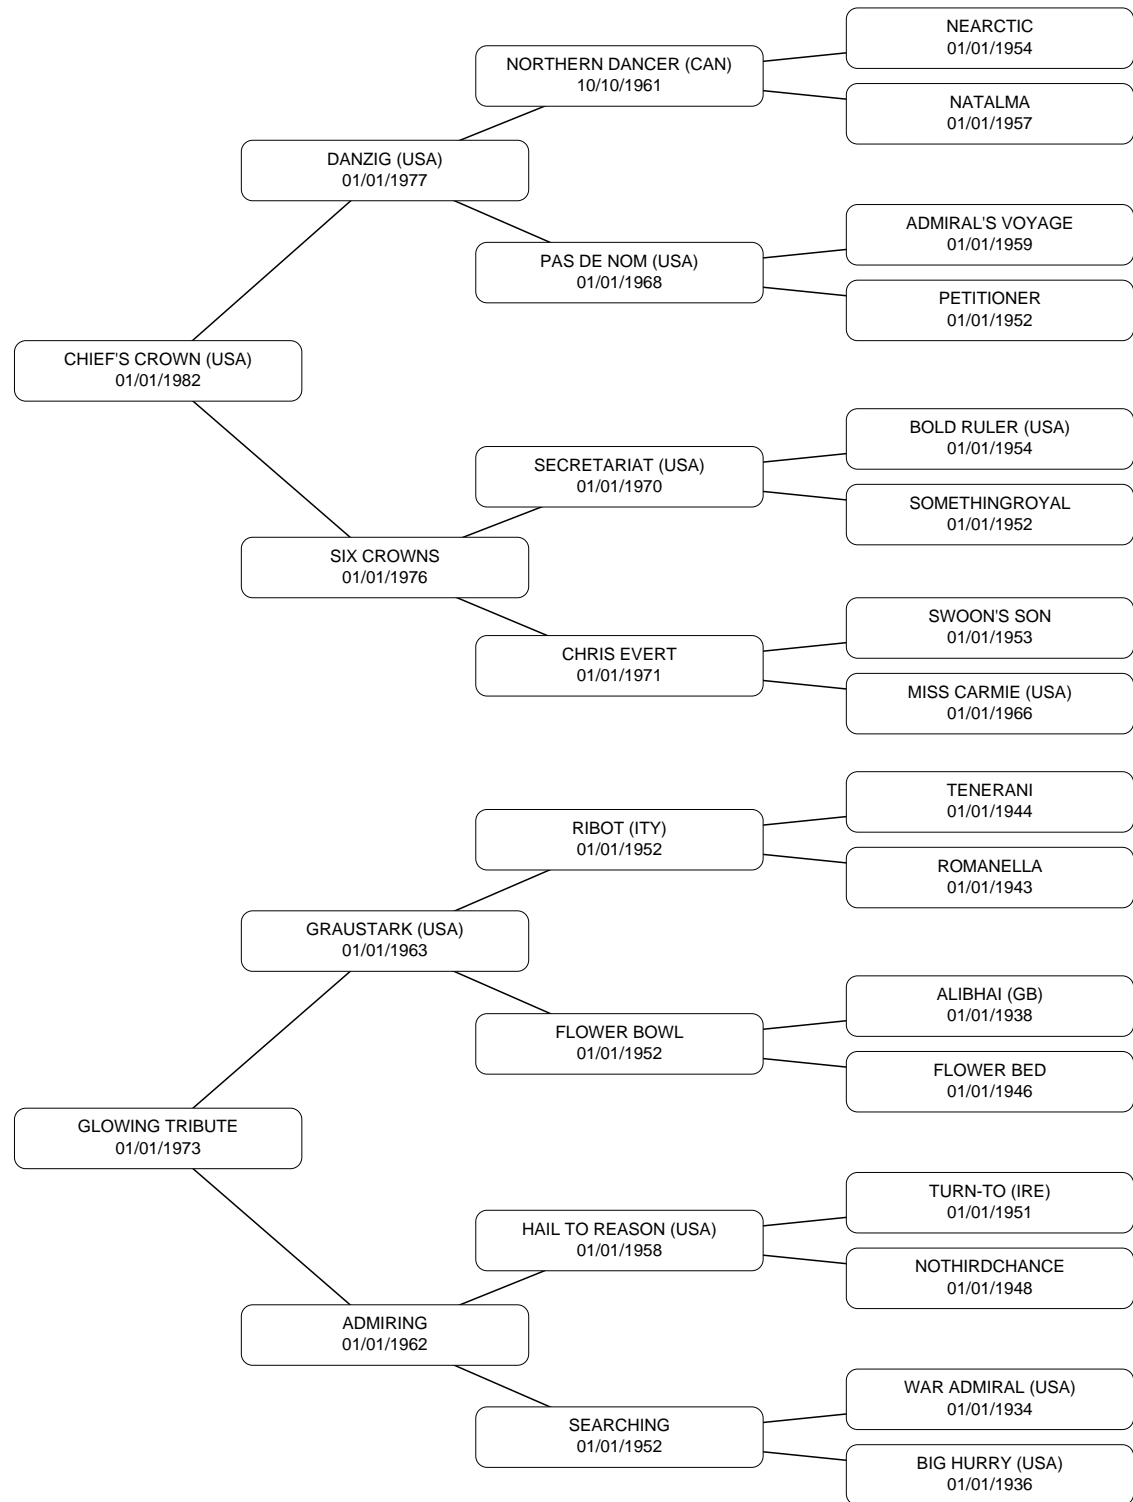 NEARCTIC
01/01/1954
NORTHERN DANCER (CAN)
10/10/1961
NATALMA
01/01/1957
DANZIG (USA)
01/01/1977
ADMIRAL'S VOYAGE
01/01/1959
PAS DE NOM (USA)
01/01/1968
PETITIONER
01/01/1952
CHIEF'S CROWN (USA)
01/01/1982
BOLD RULER (USA)
01/01/1954
SECRETARIAT (USA)
01/01/1970
SOMETHINGROYAL
01/01/1952
SIX CROWNS
01/01/1976
SWOON'S SON
01/01/1953
CHRIS EVERT
01/01/1971
MISS CARMIE (USA)
01/01/1966
TENERANI
01/01/1944
RIBOT (ITY)
01/01/1952
ROMANELLA
01/01/1943
GRAUSTARK (USA)
01/01/1963
ALIBHAI (GB)
01/01/1938
FLOWER BOWL
01/01/1952
FLOWER BED
01/01/1946
GLOWING TRIBUTE
01/01/1973
TURN-TO (IRE)
01/01/1951
HAIL TO REASON (USA)
01/01/1958
NOTHIRDCHANCE
01/01/1948
ADMIRING
01/01/1962
WAR ADMIRAL (USA)
01/01/1934
SEARCHING
01/01/1952
BIG HURRY (USA)
01/01/1936